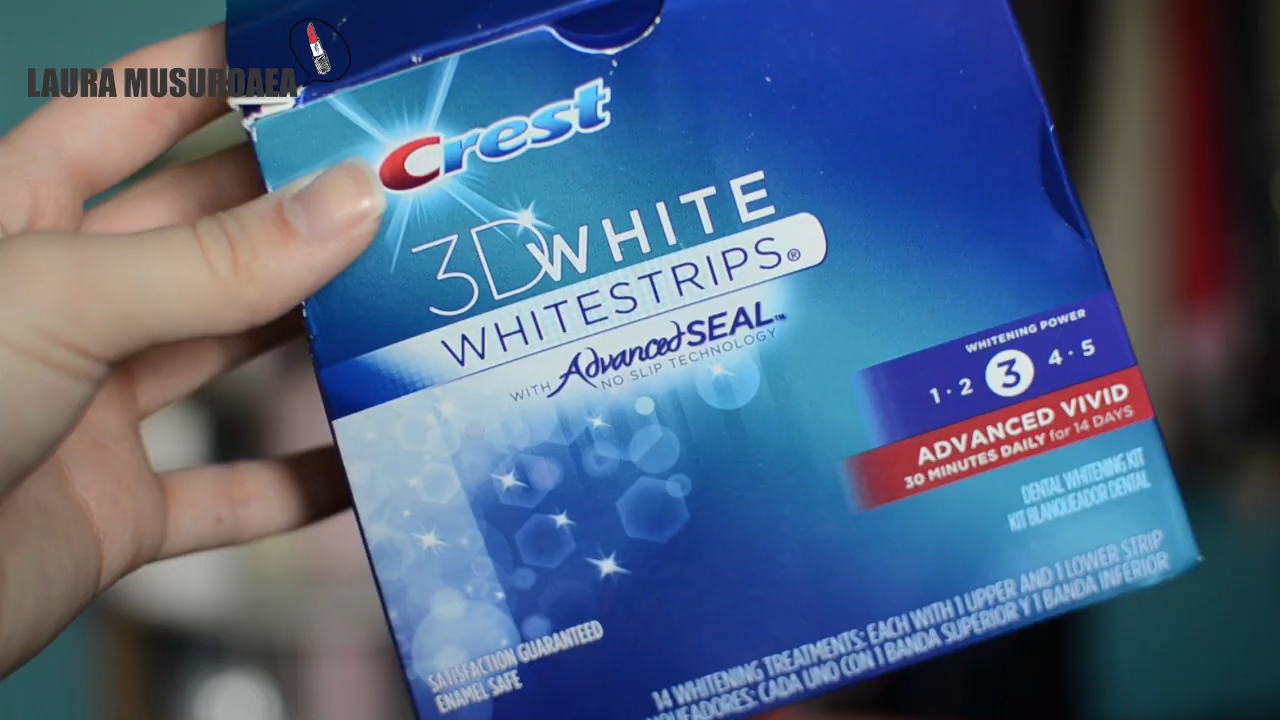 LAURA MUSUROAEA
Crest
3D WHITE
WHITESTRIPS®
WITH Advanced SEAL™
NO SLIP TECHNOLOGY
WHITENING POWER
1 · 2 3 4 · 5
ADVANCED VIVID
30 MINUTES DAILY for 14 DAYS
DENTAL WHITENING KIT
KIT BLANQUEADOR DENTAL
SATISFACTION GUARANTEED
ENAMEL SAFE
14 WHITENING TREATMENTS: EACH WITH 1 UPPER AND 1 LOWER STRIP
CADA UNO CON 1 BANDA SUPERIOR Y 1 BANDA INFERIOR